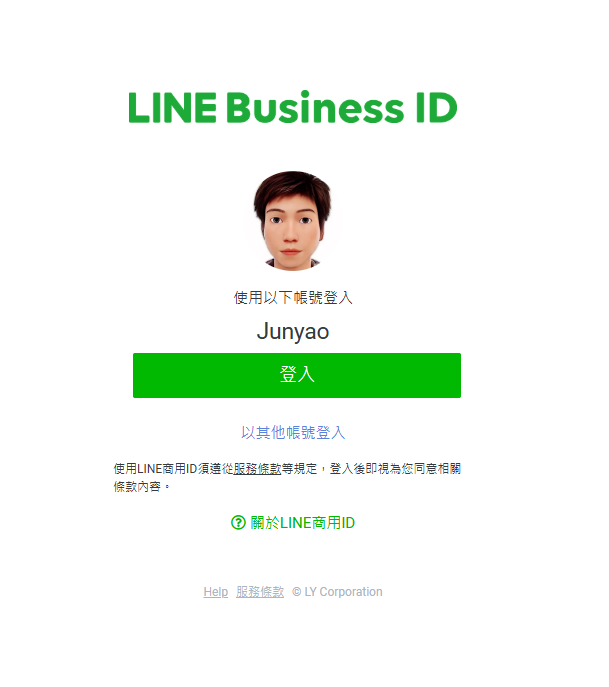 LINE Business ID
使用以下帳號登入
Junyao
登入
以其他帳號登入
使用LINE商用ID須遵從服務條款等規定，登入後即視為您同意相關
條款內容。
關於LINE商用ID
Help 服務條款 © LY Corporation